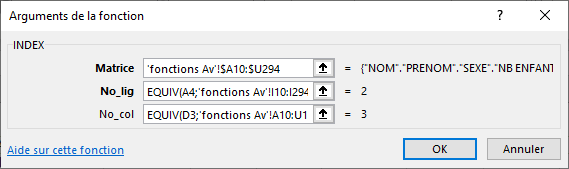 Arguments de la fonction ? ×
INDEX
Matrice 'fonctions Av'!$A10:$U294 = {"NOM"."PRENOM"."SEXE"."NB ENFANT
No_lig EQUIV(A4;'fonctions Av'!I10:I294 = 2
No_col EQUIV(D3;'fonctions Av'!A10:U1 = 3
Aide sur cette fonction OK Annuler